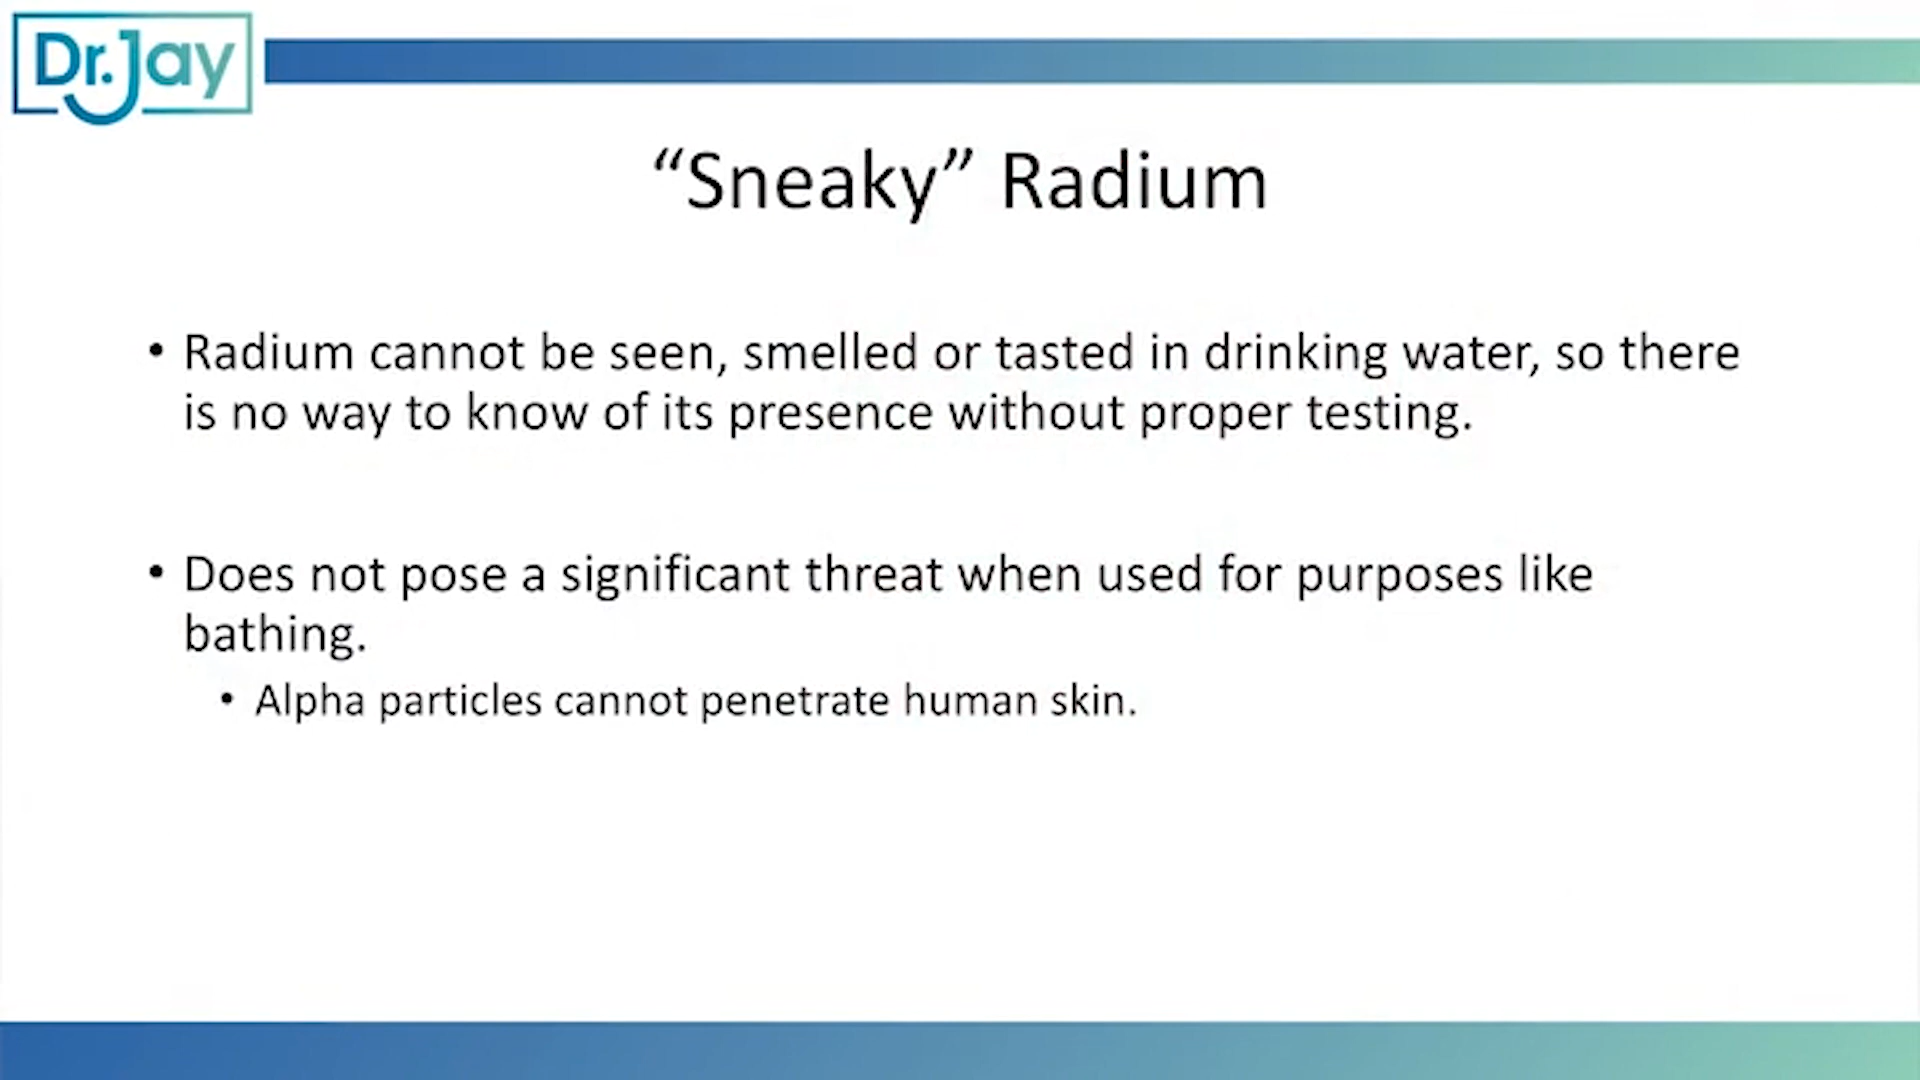 Dr. Jay
“Sneaky” Radium
• Radium cannot be seen, smelled or tasted in drinking water, so there
is no way to know of its presence without proper testing.
• Does not pose a significant threat when used for purposes like
bathing.
• Alpha particles cannot penetrate human skin.